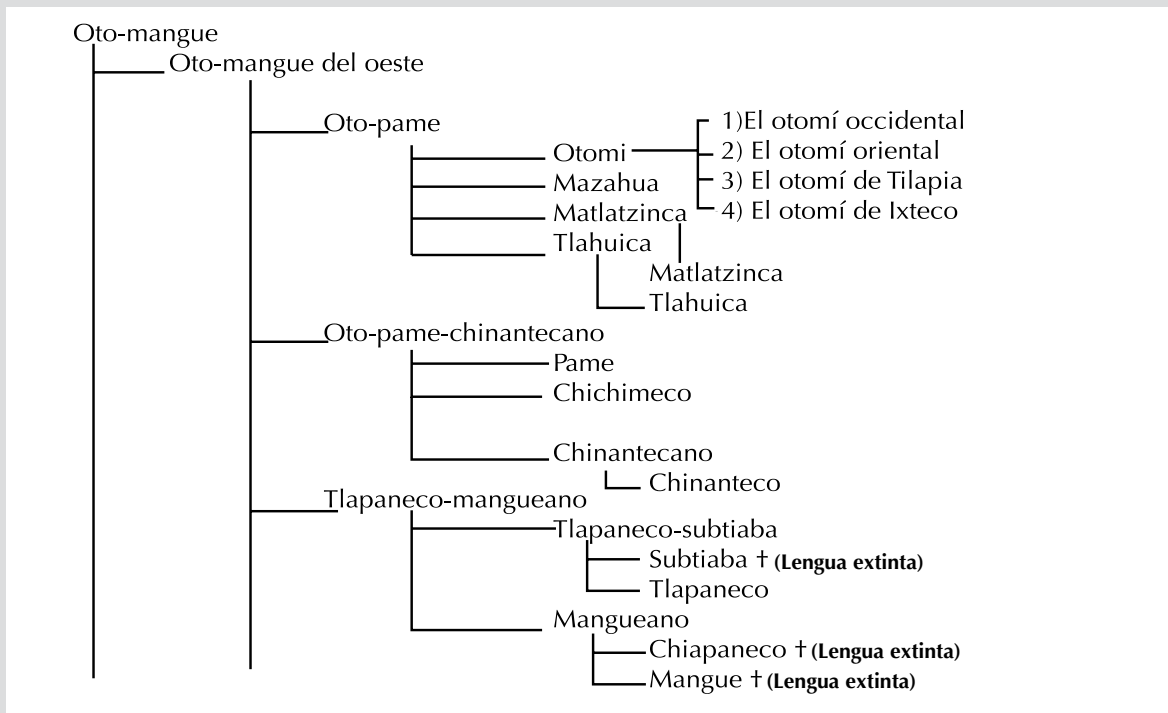 Oto-mangue
Oto-mangue del oeste
Oto-pame
Otomi
1)El otomí occidental
2) El otomí oriental
3) El otomí de Tilapia
4) El otomí de Ixteco
Mazahua
Matlatzinca
Tlahuica
Matlatzinca
Tlahuica
Oto-pame-chinantecano
Pame
Chichimeco
Chinantecano
Chinanteco
Tlapaneco-mangueano
Tlapaneco-subtiaba
Subtiaba † (Lengua extinta)
Tlapaneco
Mangueano
Chiapaneco † (Lengua extinta)
Mangue † (Lengua extinta)